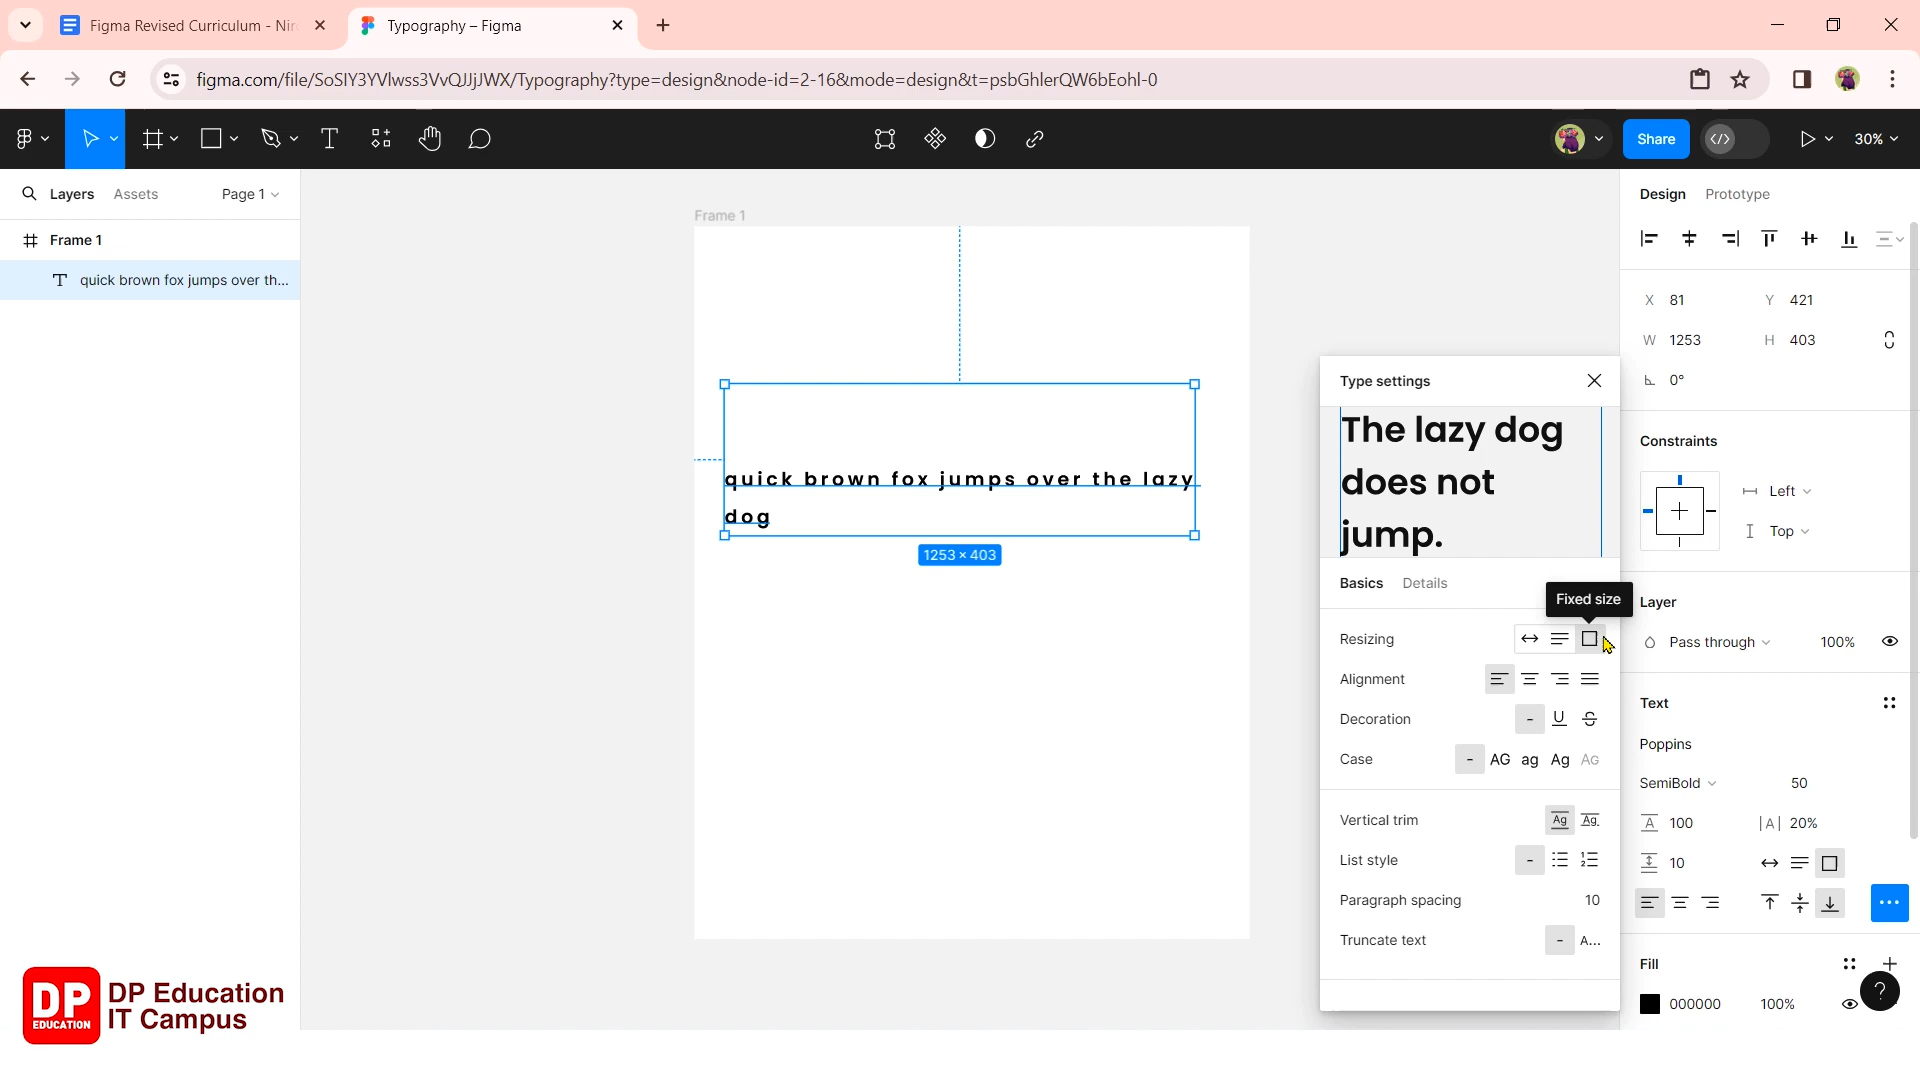 Figma Revised Curriculum - Nir
Typography – Figma
figma.com/file/SoSIY3YVlwss3VvQJJjJWX/Typography?type=design&node-id=2-16&mode=design&t=psbGhlerQW6bEohl-0
Share
30%
Layers Assets Page 1
Frame 1
quick brown fox jumps over th...
Frame 1
quick brown fox jumps over the lazy
dog
1253 × 403
Type settings
The lazy dog
does not
jump.
Basics Details
Fixed size
Resizing
Alignment
Decoration - U S
Case - AG ag Ag AG
Vertical trim Ag Ag
List style -
Paragraph spacing 10
Truncate text - A...
Design Prototype
X 81 Y 421
W 1253 H 403
0°
Constraints
Left
Top
Layer
Pass through 100%
Text
Poppins
SemiBold 50
A 100 |A| 20%
10
Fill
000000 100%
?
DP
EDUCATION
DP Education
IT Campus